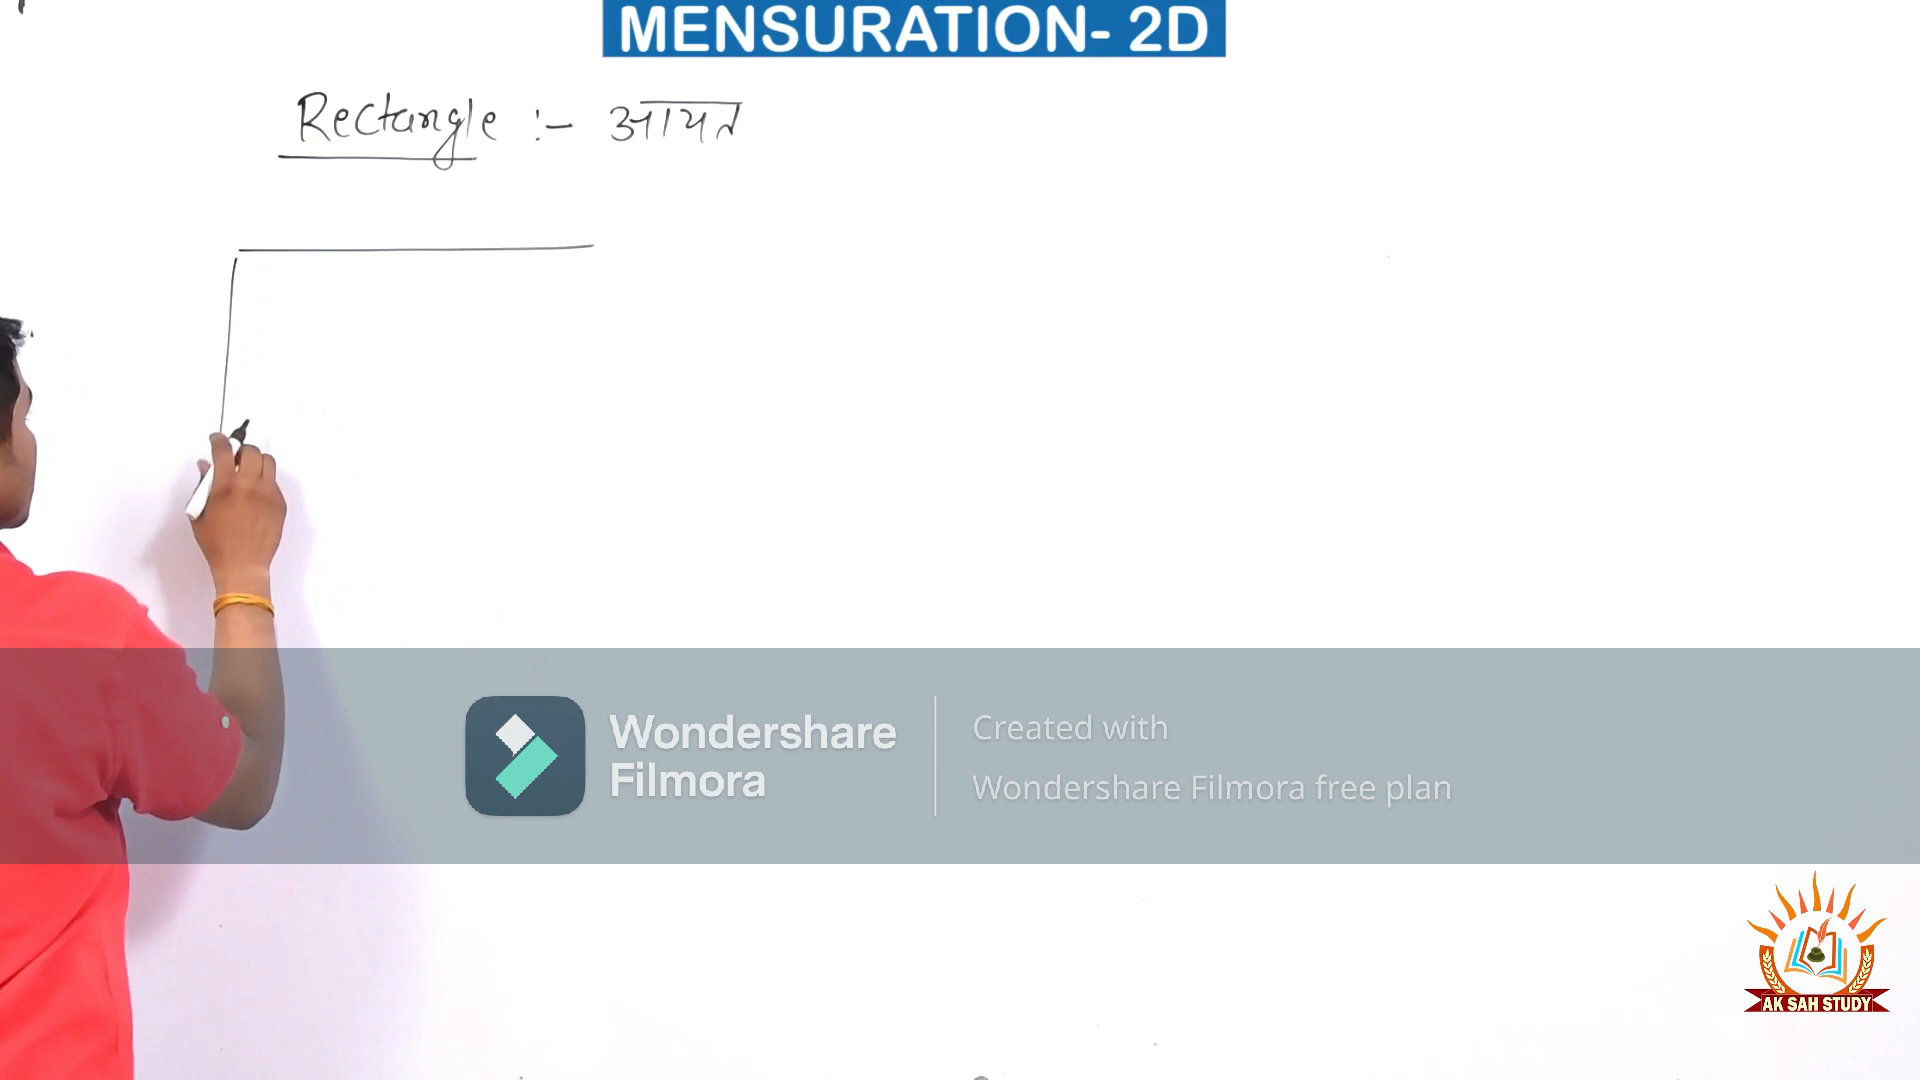 MENSURATION- 2D
Rectangle :- आयत
Wondershare
Filmora
Created with
Wondershare Filmora free plan
AK SAH STUDY